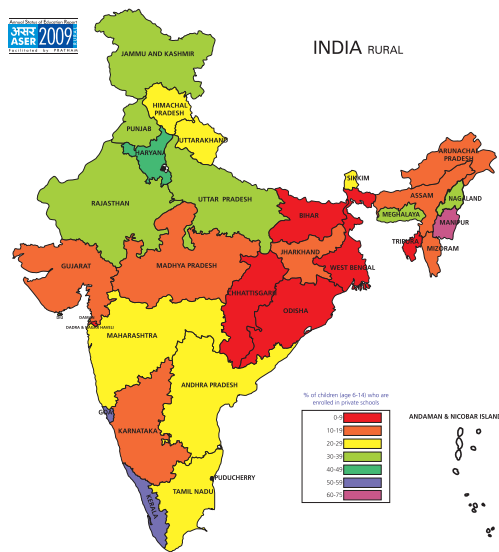 Annual Status of Education Report
असर
ASER
2009
RURAL
Facilitated by PRATHAM
INDIA RURAL
JAMMU AND KASHMIR
HIMACHAL
PRADESH
PUNJAB
UTTARAKHAND
HARYANA
RAJASTHAN
UTTAR PRADESH
SIKKIM
ARUNACHAL
PRADESH
ASSAM
NAGALAND
MEGHALAYA
MANIPUR
TRIPURA
MIZORAM
BIHAR
JHARKHAND
WEST BENGAL
GUJARAT
MADHYA PRADESH
CHHATTISGARH
ODISHA
DIU
DAMAN
DADRA & NAGAR HAVELI
MAHARASHTRA
ANDHRA PRADESH
GOA
KARNATAKA
PUDUCHERRY
TAMIL NADU
KERALA
% of children (age 6-14) who are
enrolled in private schools
0-9
10-19
20-29
30-39
40-49
50-59
60-75
ANDAMAN & NICOBAR ISLAN